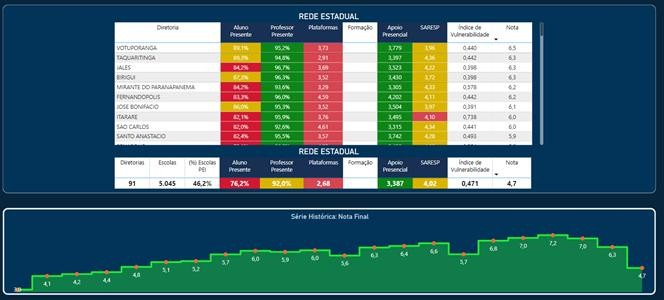 REDE ESTADUAL
Diretoria Aluno Presente Professor Presente Plataformas Formação Apoio Presencial SARESP Índice de Vulnerabilidade Nota
VOTUPORANGA 89,1% 95,2% 3,73 3,779 3,96 0,440 6,5
TAQUARITINGA 89,3% 94,8% 2,91 3,397 4,36 0,442 6,3
JALES 84,2% 96,7% 3,69 3,523 4,22 0,398 6,3
BIRIGUI 87,3% 96,3% 3,52 3,430 3,72 0,398 6,3
MIRANTE DO PARANAPANEMA 84,2% 93,6% 3,29 3,305 4,33 0,578 6,2
FERNANDOPOLIS 83,3% 96,0% 4,59 4,202 4,11 0,442 6,2
JOSE BONIFACIO 86,0% 95,3% 3,52 3,504 3,97 0,391 6,1
ITARARE 82,1% 95,9% 3,76 3,495 4,10 0,738 6,0
SAO CARLOS 82,0% 92,6% 4,61 3,315 4,34 0,441 6,0
SANTO ANASTACIO 82,4% 95,5% 3,57 3,742 4,28 0,493 5,9
REDE ESTADUAL
Diretorias Escolas (%) Escolas PEI Aluno Presente Professor Presente Plataformas Formação Apoio Presencial SARESP Índice de Vulnerabilidade Nota
91 5.045 46,2% 76,2% 92,0% 2,68 3,387 4,02 0,471 4,7
Série Histórica: Nota Final
4,1 4,2 4,4 4,8 5,1 5,2 5,7 6,0 5,9 6,0 5,6 6,3 6,4 6,6 5,7 6,8 7,0 7,2 7,0 6,3 4,7